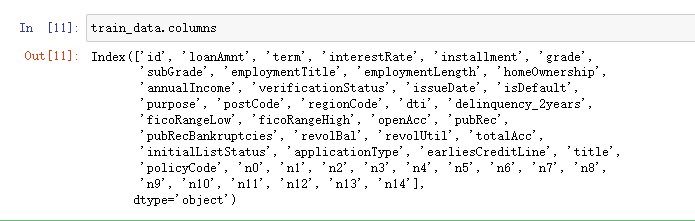 In [11]: train_data.columns
Out[11]: Index(['id', 'loanAmnt', 'term', 'interestRate', 'installment', 'grade',
'subGrade', 'employmentTitle', 'employmentLength', 'homeOwnership',
'annualIncome', 'verificationStatus', 'issueDate', 'isDefault',
'purpose', 'postCode', 'regionCode', 'dti', 'delinquency_2years',
'ficoRangeLow', 'ficoRangeHigh', 'openAcc', 'pubRec',
'pubRecBankruptcies', 'revolBal', 'revolUtil', 'totalAcc',
'initialListStatus', 'applicationType', 'earliesCreditLine', 'title',
'policyCode', 'n0', 'n1', 'n2', 'n3', 'n4', 'n5', 'n6', 'n7', 'n8',
'n9', 'n10', 'n11', 'n12', 'n13', 'n14'],
dtype='object')